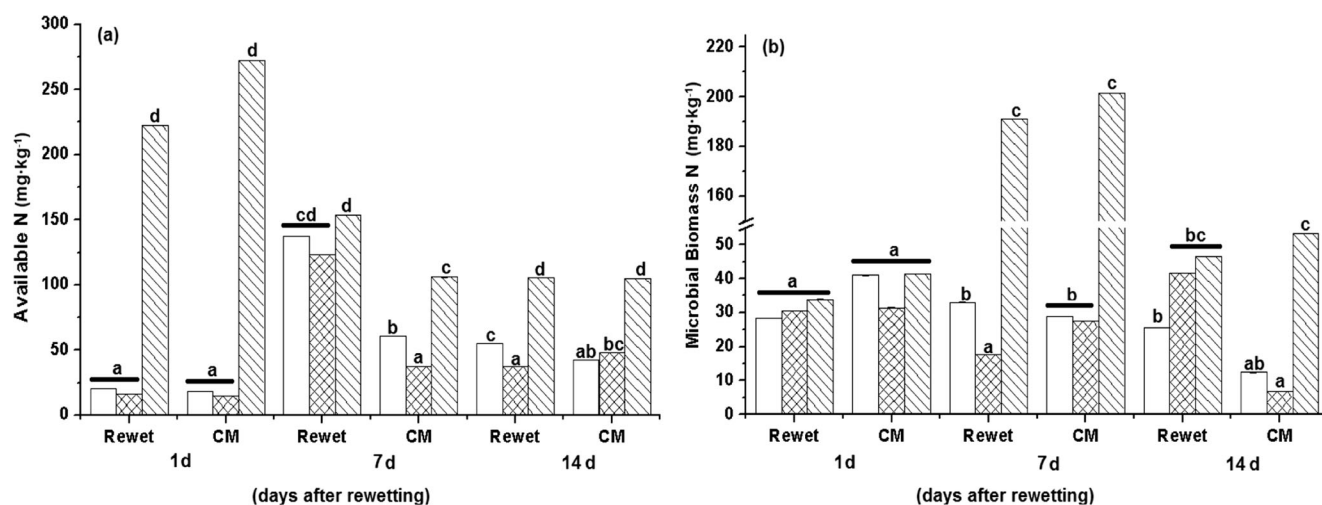 (a)
Available N (mg·kg⁻¹)
300
250
200
150
100
50
0
a
d
a
d
cd
d
b
a
c
c
a
d
ab
bc
d
Rewet CM Rewet CM Rewet CM
1d 7d 14d
(days after rewetting)
(b)
Microbial Biomass N (mg·kg⁻¹)
220
200
180
160
50
40
30
20
10
0
a
a
b
a
c
b
c
b
bc
ab
a
c
Rewet CM Rewet CM Rewet CM
1d 7d 14 d
(days after rewetting)